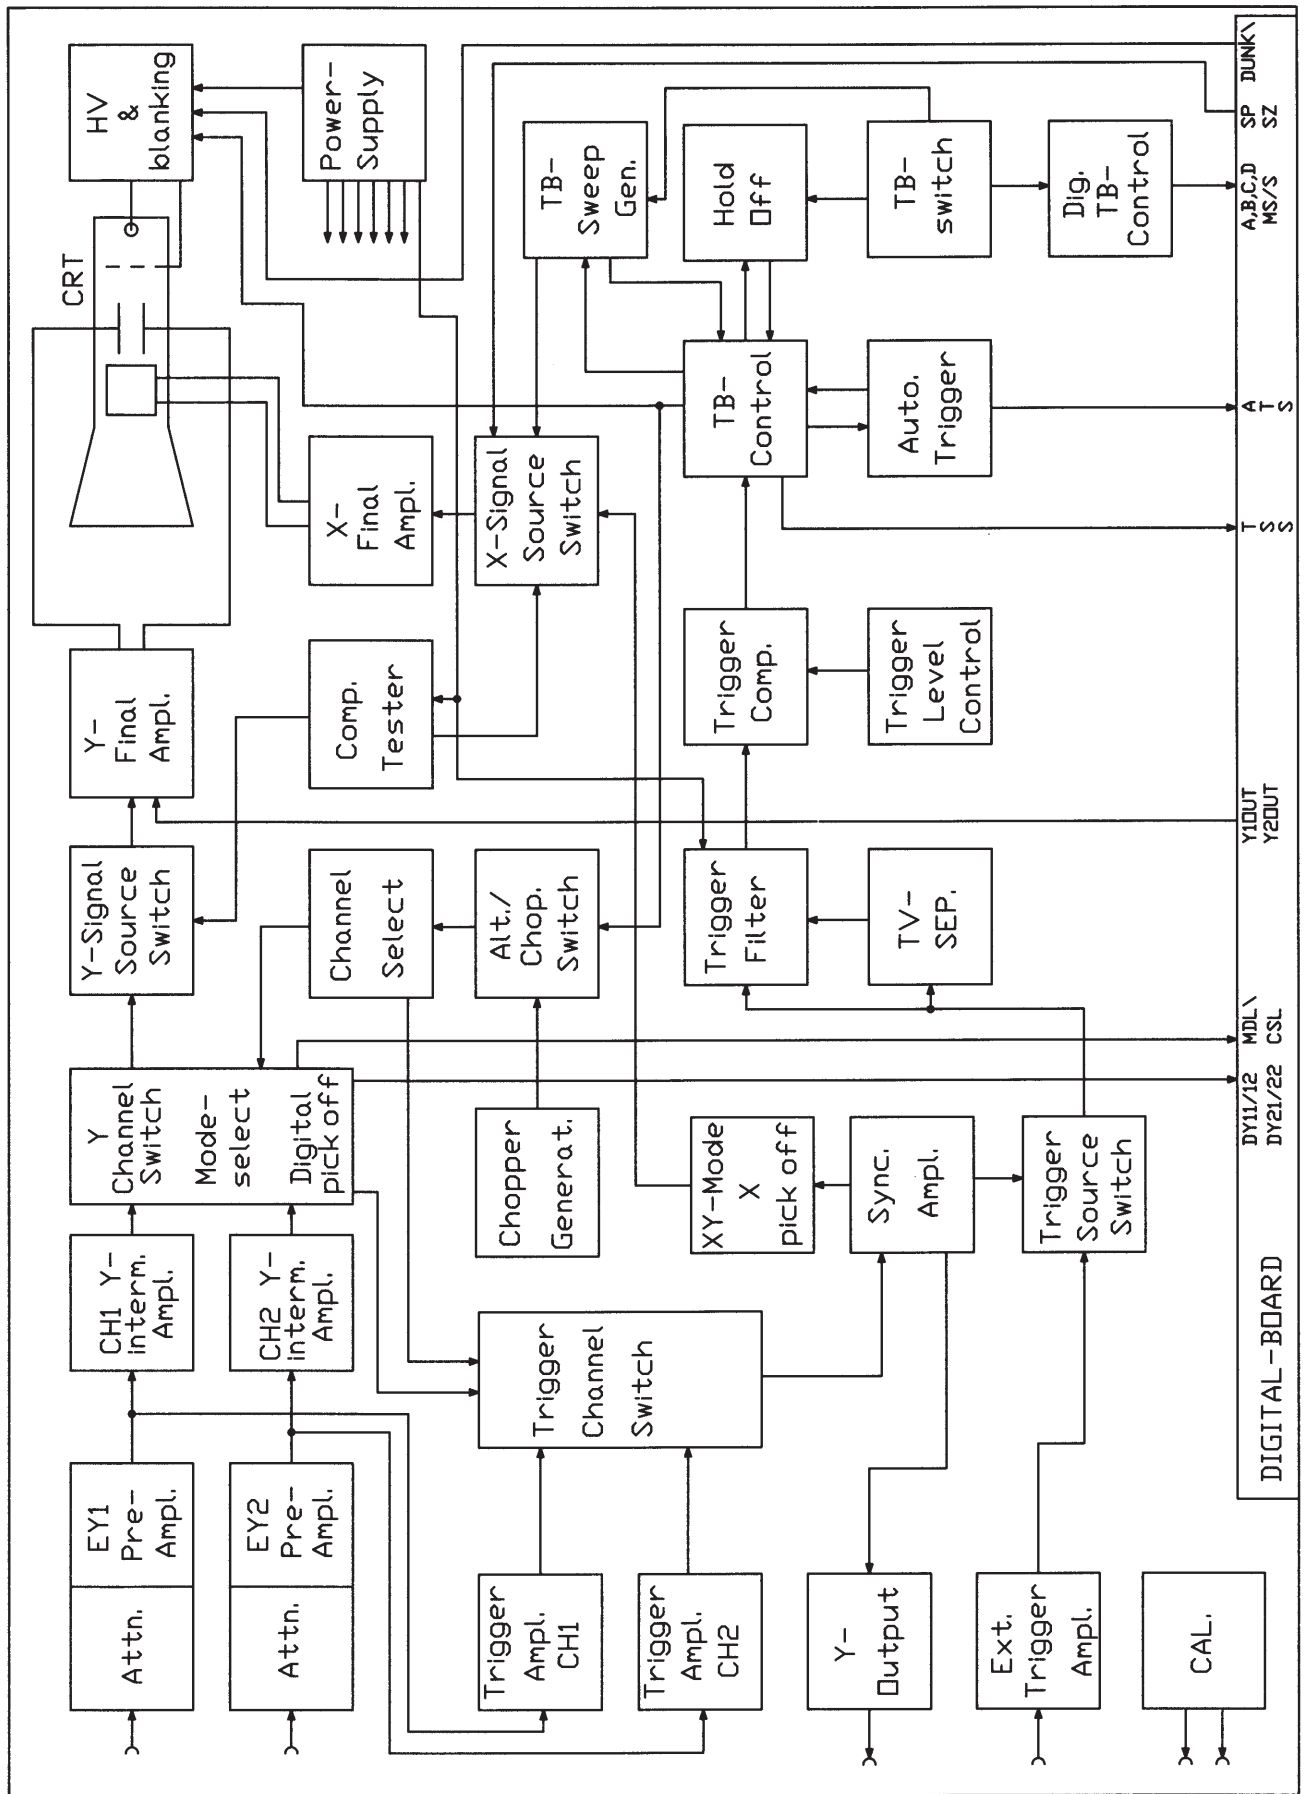 Attn.
EY1
Pre-
Ampl.
CH1 Y-
interm.
Ampl.
Y
Channel
Switch
Mode-
select
Digital
pick off
Y-Signal
Source
Switch
Y-
Final
Ampl.
CRT
HV
&
blanking
Attn.
EY2
Pre-
Ampl.
CH2 Y-
interm.
Ampl.
Channel
Select
Comp.
Tester
X-
Final
Ampl.
Power-
Supply
Trigger
Ampl.
CH1
Trigger
Channel
Switch
Chopper
Generat.
Alt./
Chop.
Switch
X-Signal
Source
Switch
TB-
Sweep
Gen.
Trigger
Ampl.
CH2
XY-Mode
X
pick off
Trigger
Filter
Trigger
Comp.
TB-
Control
Hold
Off
Y-
Output
Sync.
Ampl.
TV-
SEP.
Trigger
Level
Control
Auto.
Trigger
TB-
switch
Ext.
Trigger
Ampl.
Trigger
Source
Switch
Dig.
TB-
Control
CAL.
DIGITAL-BOARD
DY11/12
DY21/22
MDL\
CSL
Y1OUT
Y2OUT
T
S
S
A
T
S
A,B,C,D
MS/S
SP
SZ
DUNK\